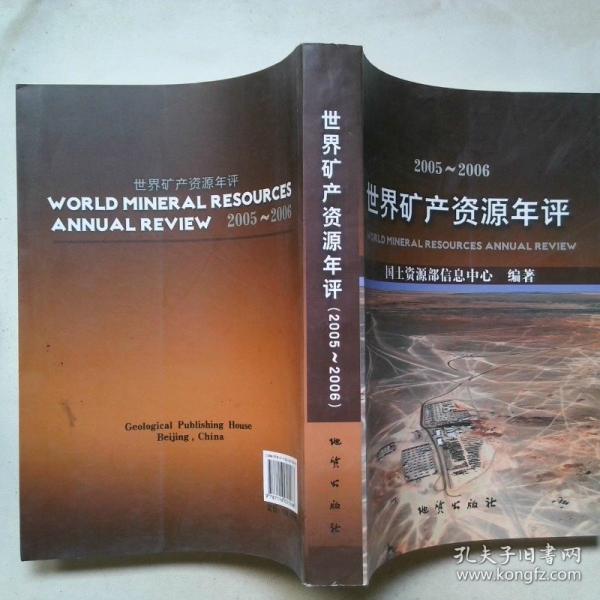 世界矿产资源年评
WORLD MINERAL RESOURCES
ANNUAL REVIEW 2005~2006
Geological Publishing House
Beijing, China
世界矿产资源年评(2005~2006)
地质出版社
2005~2006
世界矿产资源年评
WORLD MINERAL RESOURCES ANNUAL REVIEW
国土资源部信息中心 编著
地质出版社
孔夫子旧书网
www.kongfz.com